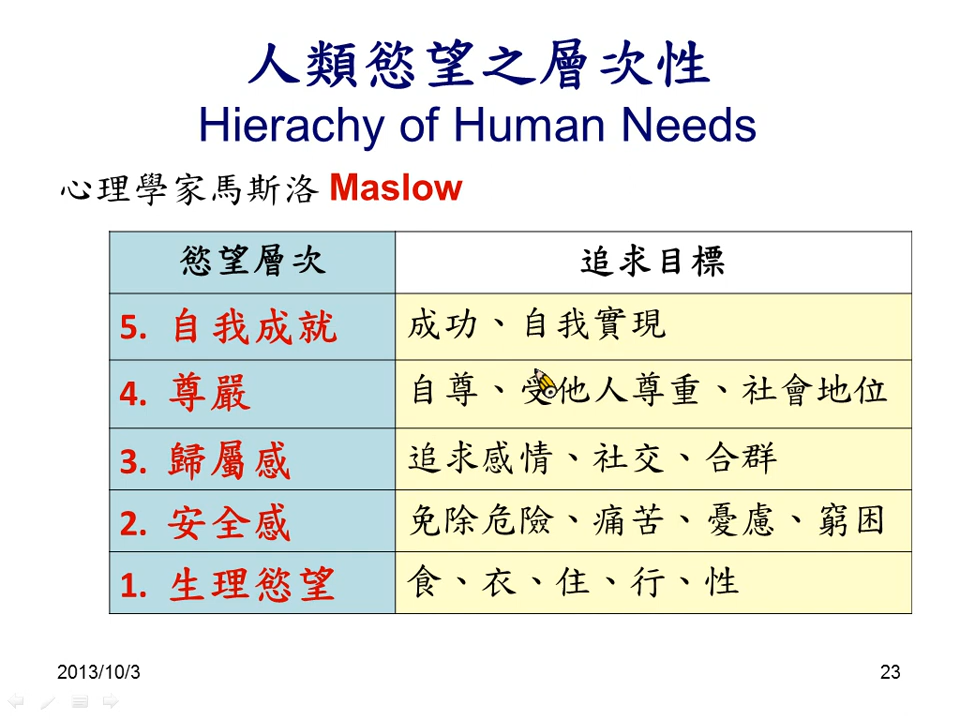 人類慾望之層次性
Hierachy of Human Needs
心理學家馬斯洛 Maslow
慾望層次 追求目標
5. 自我成就 成功、自我實現
4. 尊嚴 自尊、受他人尊重、社會地位
3. 歸屬感 追求感情、社交、合群
2. 安全感 免除危險、痛苦、憂慮、窮困
1. 生理慾望 食、衣、住、行、性
2013/10/3 23